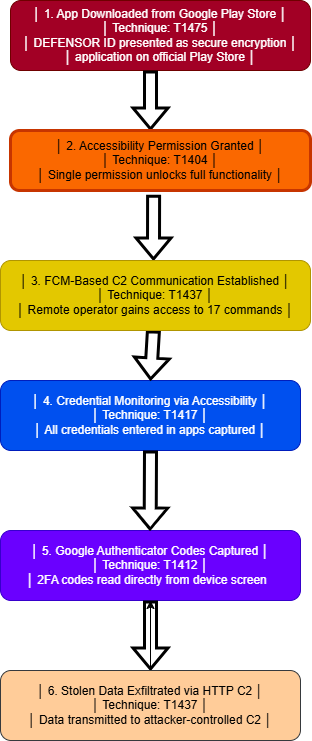 | 1. App Downloaded from Google Play Store |
| Technique: T1475 |
| DEFENSOR ID presented as secure encryption |
| application on official Play Store |
| 2. Accessibility Permission Granted |
| Technique: T1404 |
| Single permission unlocks full functionality |
| 3. FCM-Based C2 Communication Established |
| Technique: T1437 |
| Remote operator gains access to 17 commands |
| 4. Credential Monitoring via Accessibility |
| Technique: T1417 |
| All credentials entered in apps captured |
| 5. Google Authenticator Codes Captured |
| Technique: T1412 |
| 2FA codes read directly from device screen
| 6. Stolen Data Exfiltrated via HTTP C2 |
| Technique: T1437 |
| Data transmitted to attacker-controlled C2 |